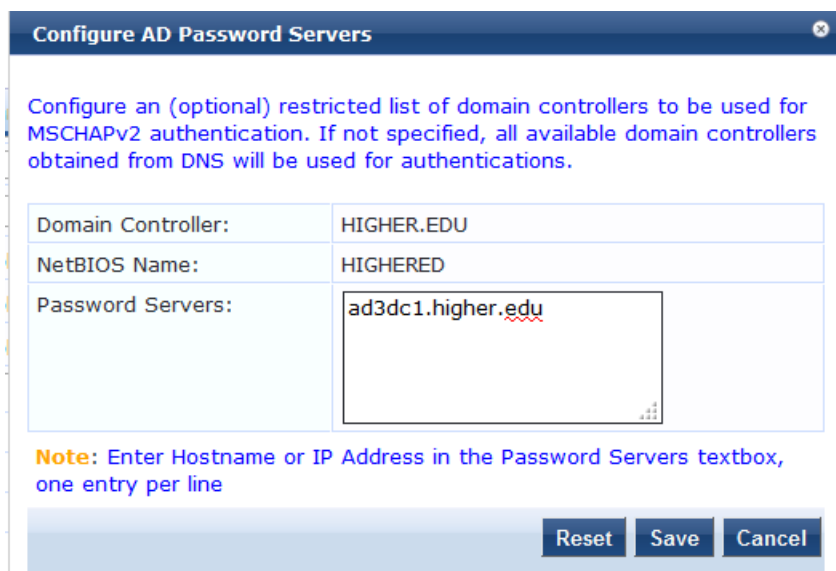 Configure AD Password Servers
Configure an (optional) restricted list of domain controllers to be used for
MSCHAPv2 authentication. If not specified, all available domain controllers
obtained from DNS will be used for authentications.
Domain Controller: HIGHER.EDU
NetBIOS Name: HIGHERED
Password Servers: ad3dc1.higher.edu
Note: Enter Hostname or IP Address in the Password Servers textbox,
one entry per line
Reset Save Cancel